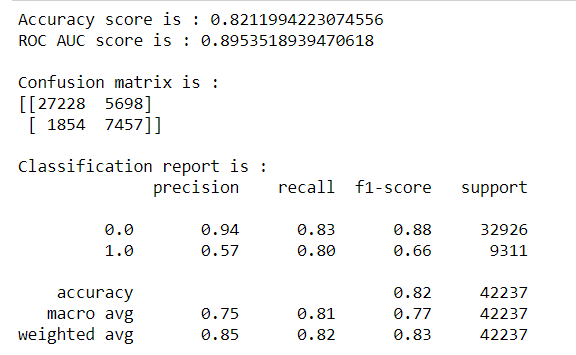 Accuracy score is : 0.8211994223074556
ROC AUC score is : 0.8953518939470618
Confusion matrix is :
[[27228  5698]
 [ 1854  7457]]
Classification report is :
              precision    recall  f1-score   support
         0.0       0.94      0.83      0.88     32926
         1.0       0.57      0.80      0.66      9311
    accuracy                           0.82     42237
   macro avg       0.75      0.81      0.77     42237
weighted avg       0.85      0.82      0.83     42237